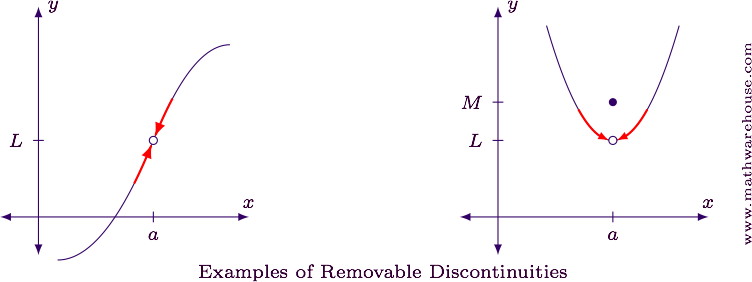 y
L
x
a
y
M
L
x
a
Examples of Removable Discontinuities
www.mathwarehouse.com